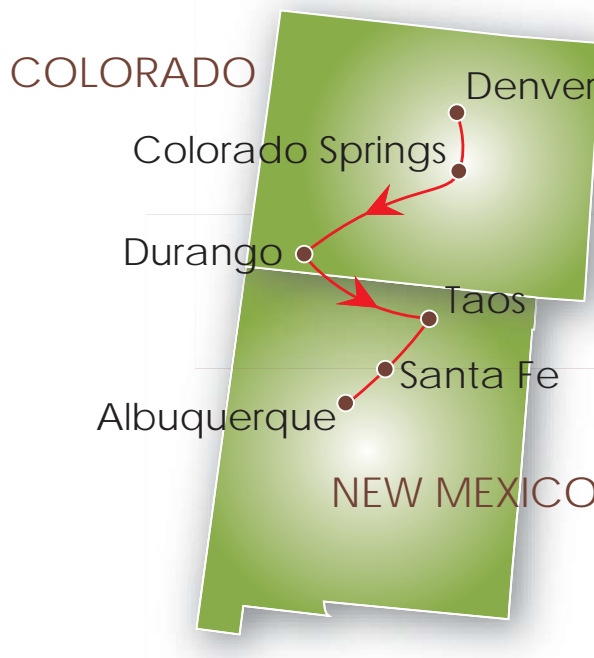 COLORADO
Denver
Colorado Springs
Durango
Taos
Santa Fe
Albuquerque
NEW MEXICO